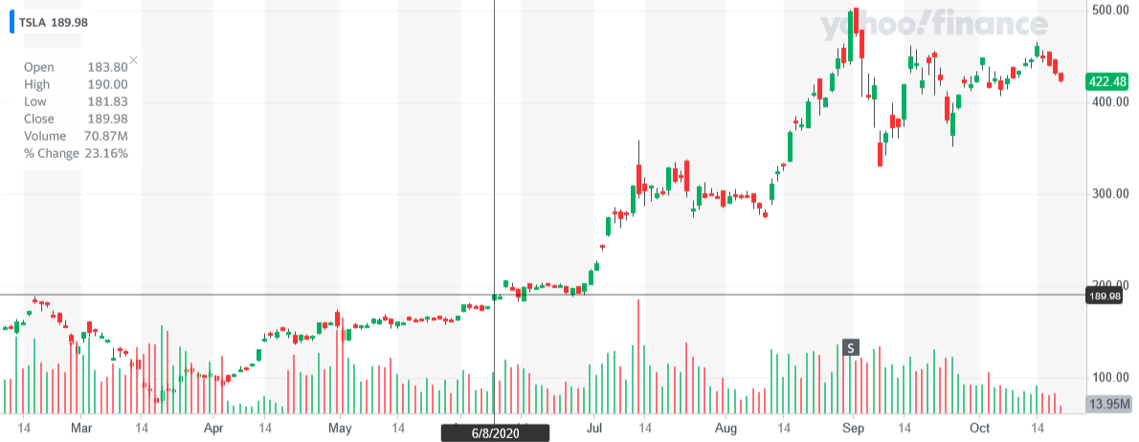 TSLA 189.98
yahoo!finance
500.00
Open 183.80
High 190.00
Low 181.83
Close 189.98
Volume 70.87M
% Change 23.16%
422.48
400.00
300.00
200.00
189.98
100.00
S
13.95M
14 Mar 14 Apr 14 May 14 6/8/2020 Jul 14 Aug 14 Sep 14 Oct 14